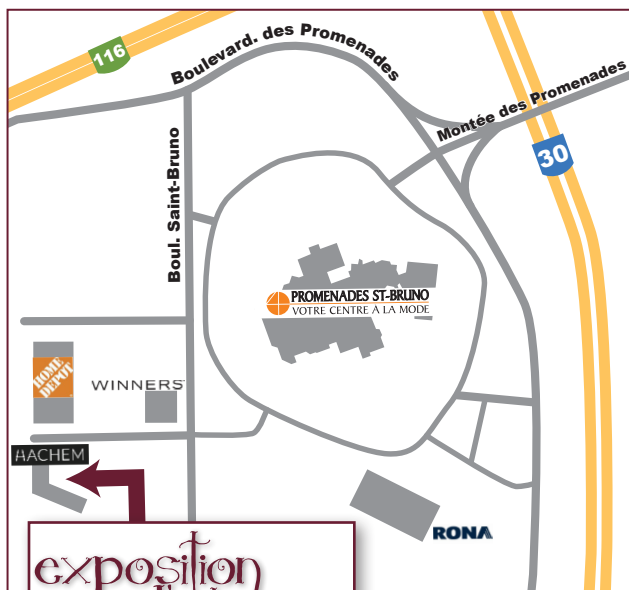 116
Boulevard. des Promenades
Montée des Promenades
30
Boul. Saint-Bruno
PROMENADES ST-BRUNO
VOTRE CENTRE À LA MODE
HOME
DEPOT
WINNERS
HACHEM
RONA
exposition